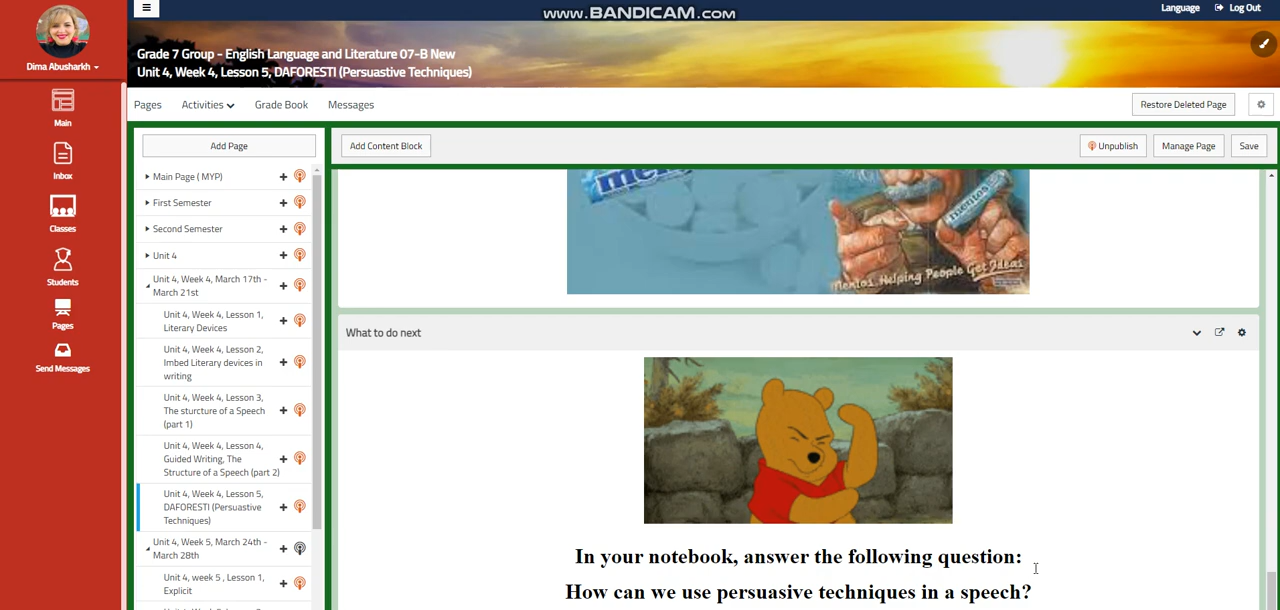 www.BANDICAM.com
Language
Log Out
Dima Abusharkh
Grade 7 Group - English Language and Literature 07-B New
Unit 4, Week 4, Lesson 5, DAFORESTI (Persuasive Techniques)
Pages
Activities
Grade Book
Messages
Restore Deleted Page
Main
Inbox
Classes
Students
Pages
Send Messages
Add Page
Add Content Block
Unpublish
Manage Page
Save
Main Page ( MYP)
First Semester
Second Semester
Unit 4
Unit 4, Week 4, March 17th -
March 21st
Unit 4, Week 4, Lesson 1,
Literary Devices
Unit 4, Week 4, Lesson 2,
Imbed Literary devices in
writing
Unit 4, Week 4, Lesson 3,
The sturcture of a Speech
(part 1)
Unit 4, Week 4, Lesson 4,
Guided Writing, The
Structure of a Speech (part 2)
Unit 4, Week 4, Lesson 5,
DAFORESTI (Persuasive
Techniques)
Unit 4, Week 5, March 24th -
March 28th
Unit 4, week 5 , Lesson 1,
Explicit
mentos
Mentos. Helping People Get Ideas
What to do next
In your notebook, answer the following question:
How can we use persuasive techniques in a speech?